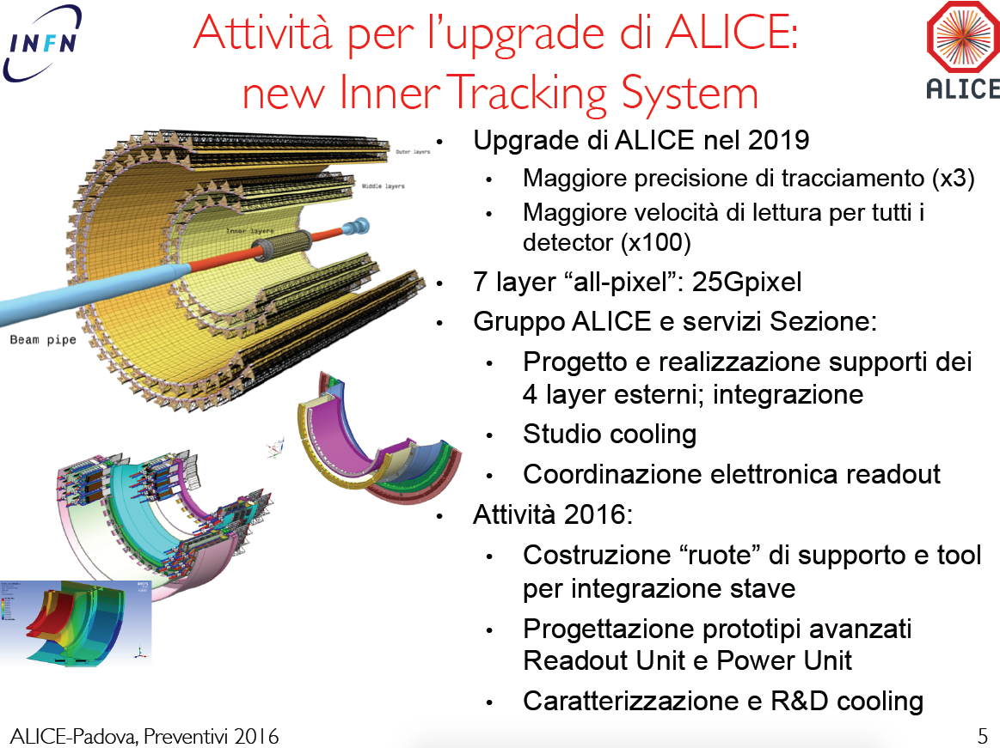 INFN
Attività per l’upgrade di ALICE:
new Inner Tracking System
ALICE
Outer layers
Middle layers
Inner layers
Beam pipe
• Upgrade di ALICE nel 2019
• Maggiore precisione di tracciamento (x3)
• Maggiore velocità di lettura per tutti i
detector (x100)
• 7 layer “all-pixel”: 25Gpixel
• Gruppo ALICE e servizi Sezione:
• Progetto e realizzazione supporti dei
4 layer esterni; integrazione
• Studio cooling
• Coordinazione elettronica readout
• Attività 2016:
• Costruzione “ruote” di supporto e tool
per integrazione stave
• Progettazione prototipi avanzati
Readout Unit e Power Unit
• Caratterizzazione e R&D cooling
ALICE-Padova, Preventivi 2016
5